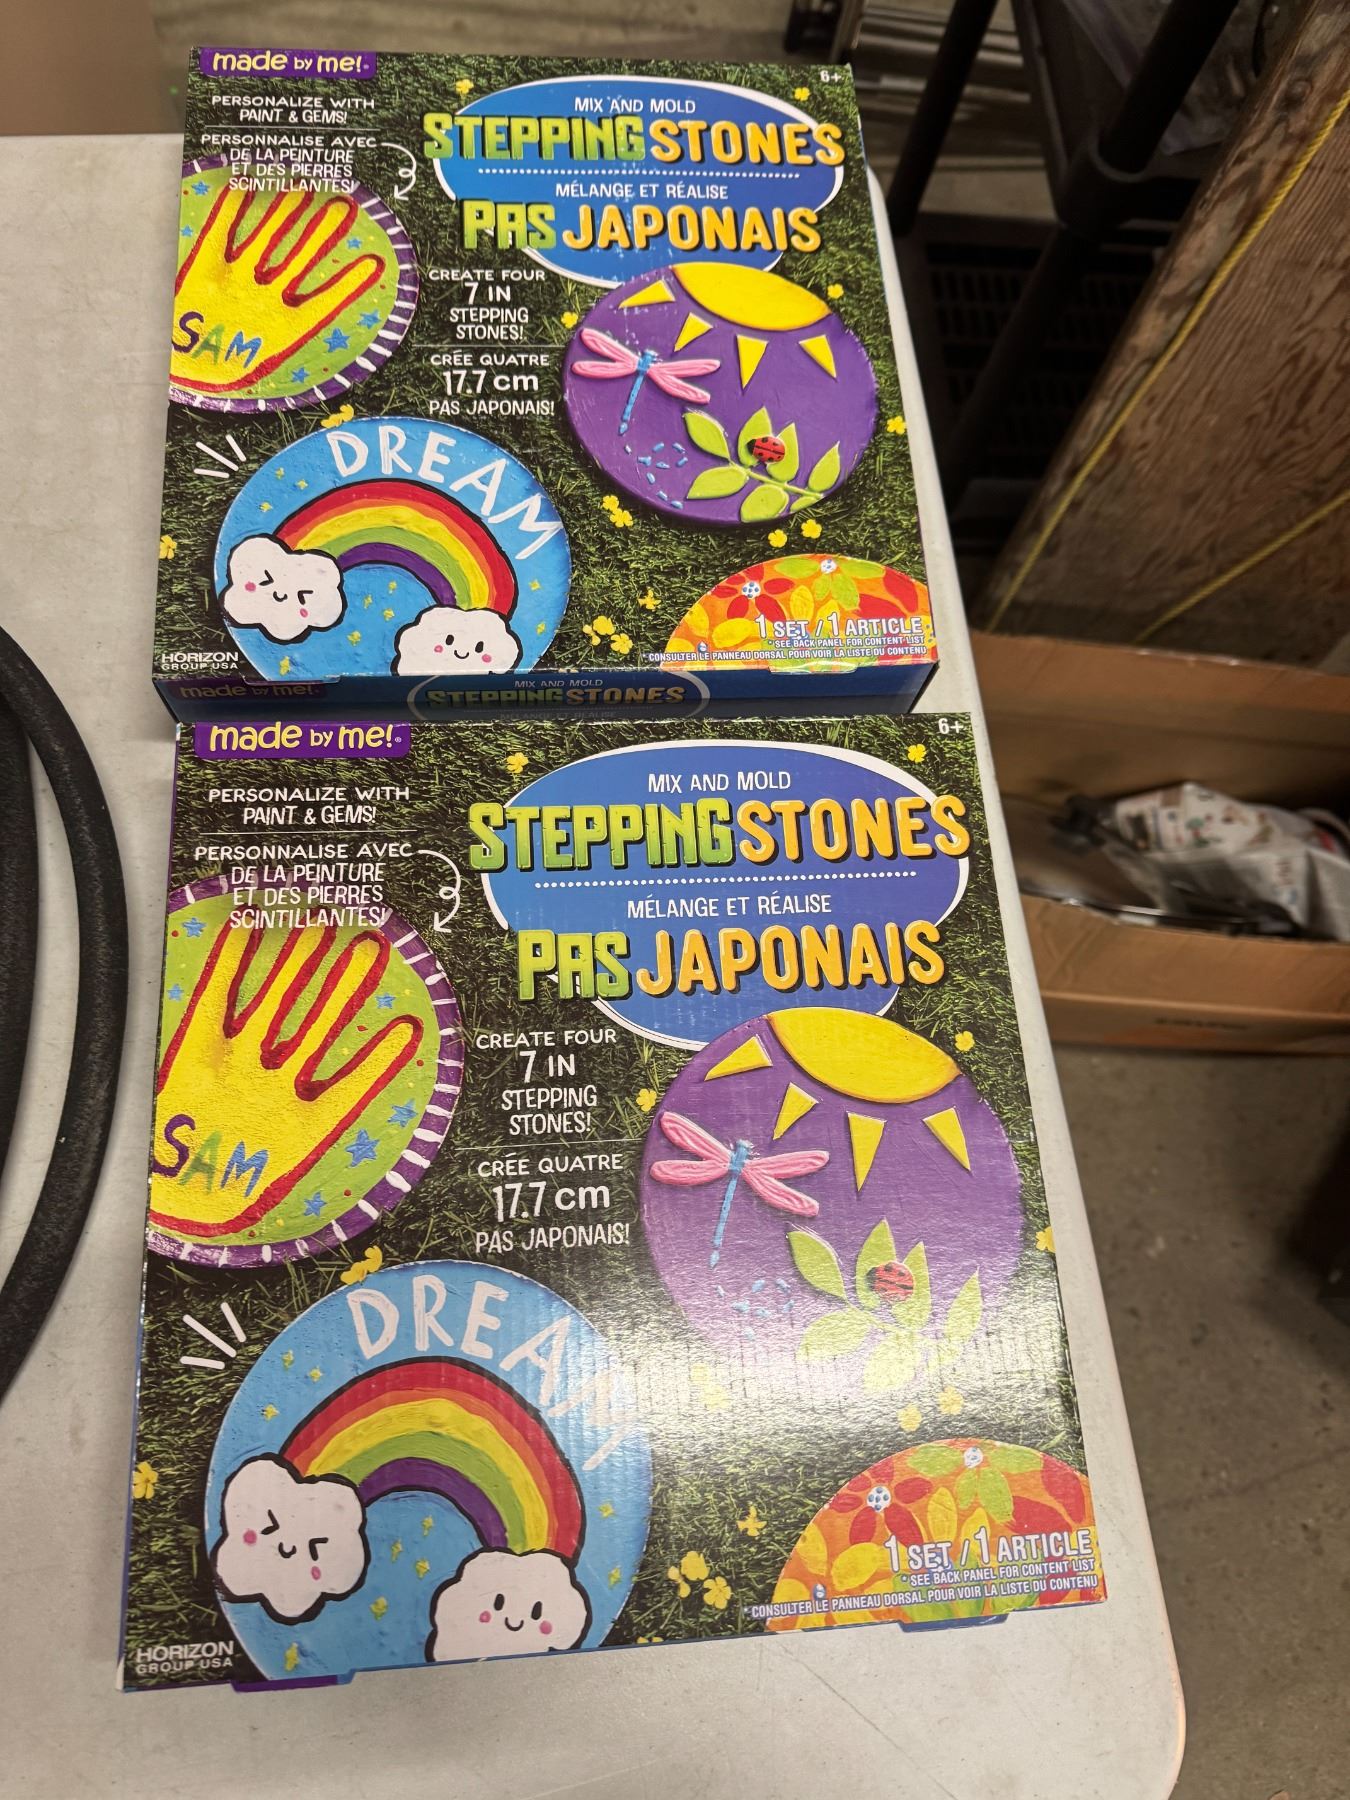 made by me!®
6+
PERSONALIZE WITH
PAINT & GEMS!
PERSONNALISE AVEC
DE LA PEINTURE
ET DES PIERRES
SCINTILLANTES!
MIX AND MOLD
STEPPING STONES
MÉLANGE ET RÉALISE
PAS JAPONAIS
CREATE FOUR
7 IN
STEPPING
STONES!
CRÉE QUATRE
17.7 cm
PAS JAPONAIS!
SAM
DREAM
1 SET / 1 ARTICLE
* SEE BACK PANEL FOR CONTENT LIST
* CONSULTER LE PANNEAU DORSAL POUR VOIR LA LISTE DU CONTENU
HORIZON
GROUP USA
made by me!®
MIX AND MOLD
STEPPING STONES
made by me!®
6+
PERSONALIZE WITH
PAINT & GEMS!
PERSONNALISE AVEC
DE LA PEINTURE
ET DES PIERRES
SCINTILLANTES!
MIX AND MOLD
STEPPING STONES
MÉLANGE ET RÉALISE
PAS JAPONAIS
CREATE FOUR
7 IN
STEPPING
STONES!
CRÉE QUATRE
17.7 cm
PAS JAPONAIS!
SAM
DREAM
1 SET / 1 ARTICLE
* SEE BACK PANEL FOR CONTENT LIST
* CONSULTER LE PANNEAU DORSAL POUR VOIR LA LISTE DU CONTENU
HORIZON
GROUP USA